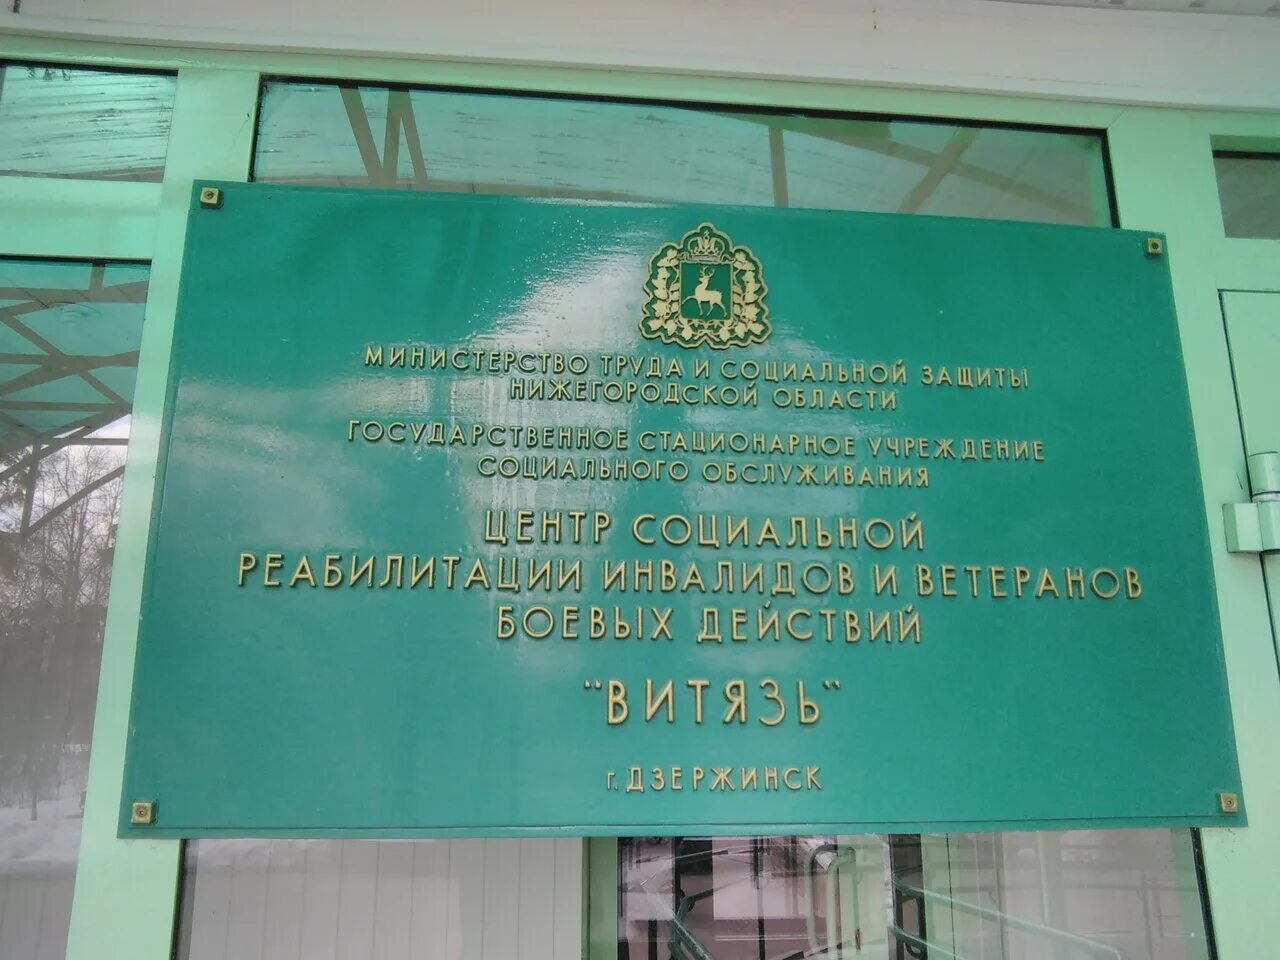 МИНИСТЕРСТВО ТРУДА И СОЦИАЛЬНОЙ ЗАЩИТЫ
НИЖЕГОРОДСКОЙ ОБЛАСТИ
ГОСУДАРСТВЕННОЕ СТАЦИОНАРНОЕ УЧРЕЖДЕНИЕ
СОЦИАЛЬНОГО ОБСЛУЖИВАНИЯ
ЦЕНТР СОЦИАЛЬНОЙ
РЕАБИЛИТАЦИИ ИНВАЛИДОВ И ВЕТЕРАНОВ
БОЕВЫХ ДЕЙСТВИЙ
"ВИТЯЗЬ"
г. ДЗЕРЖИНСК